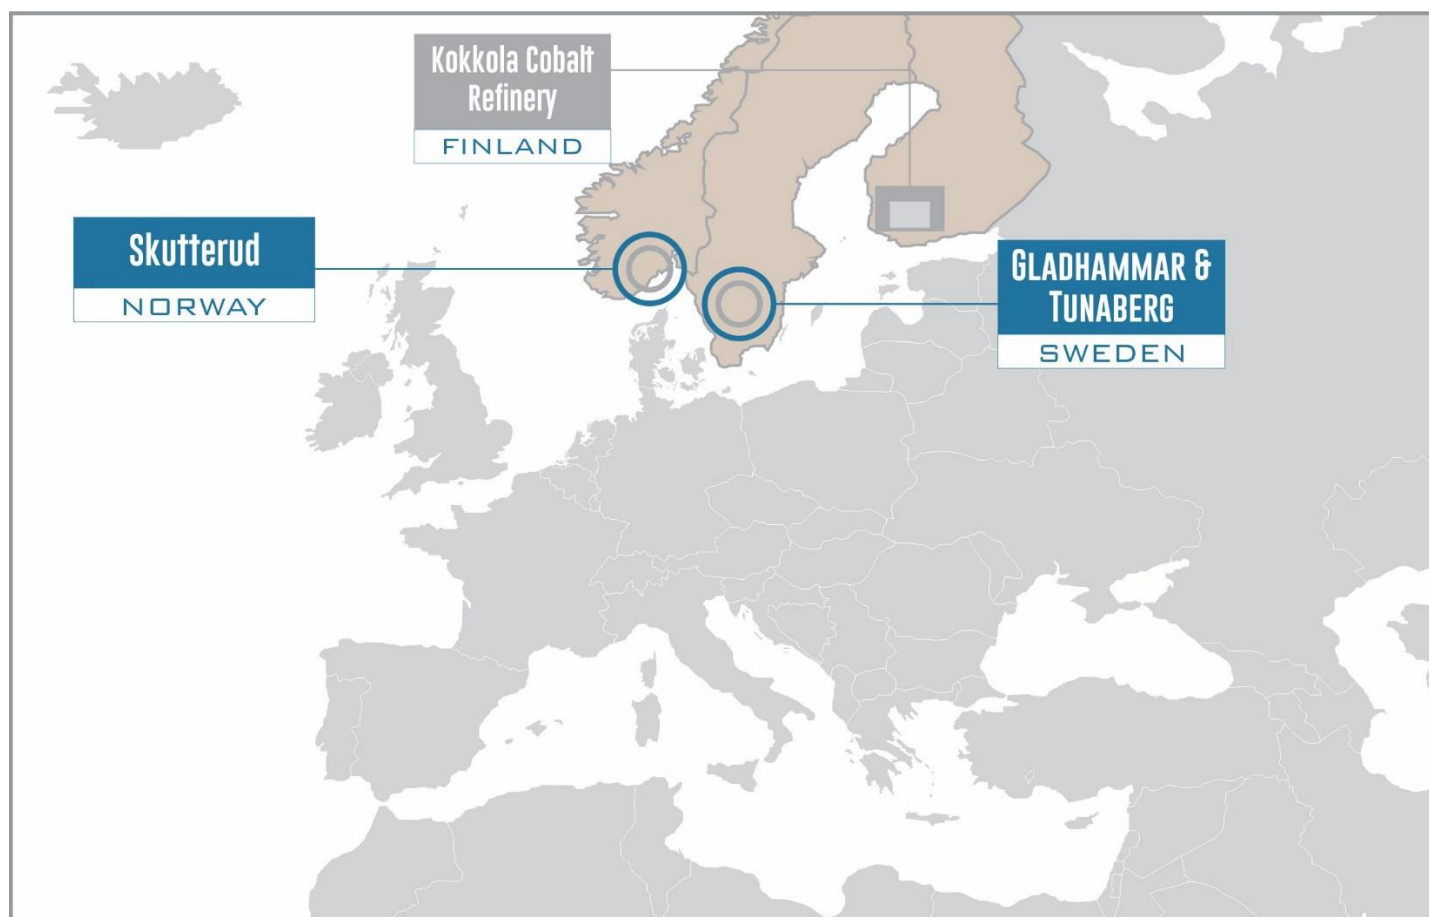 Kokkola Cobalt
Refinery
FINLAND
Skutterud
NORWAY
GLADHAMMAR &
TUNABERG
SWEDEN